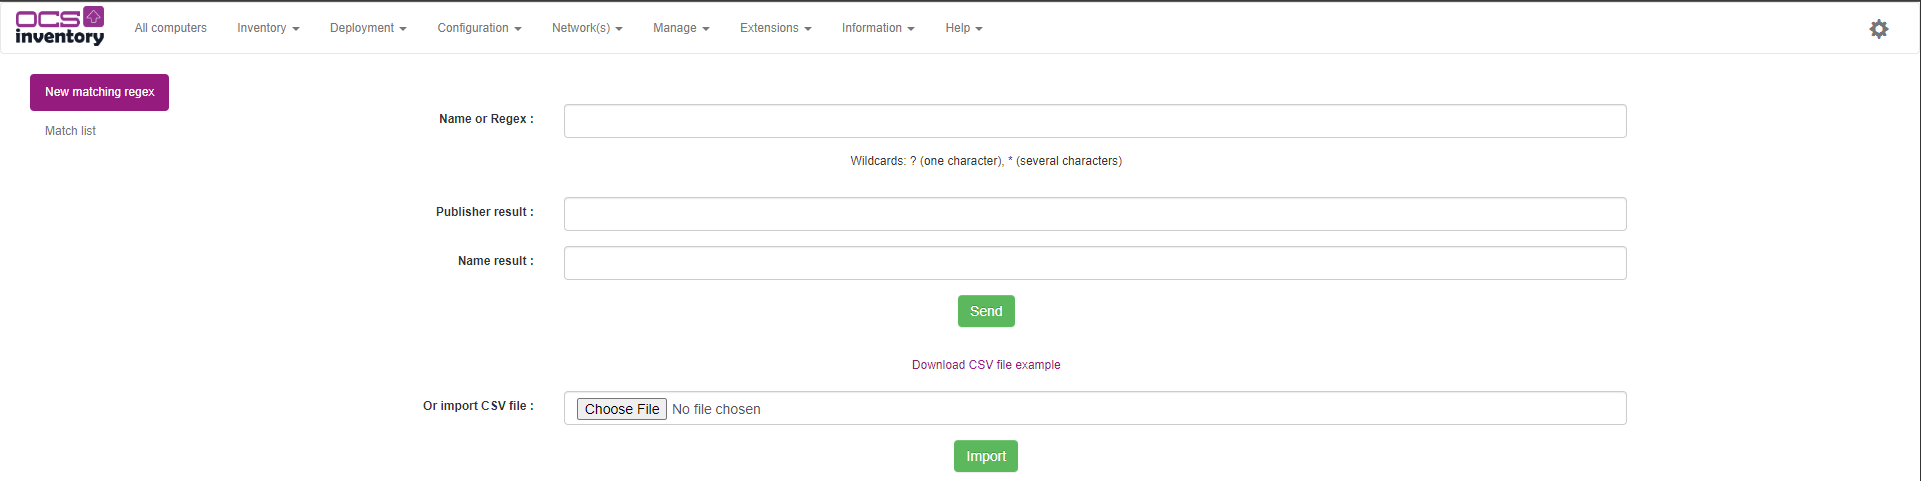 OCS
inventory
All computers Inventory Deployment Configuration Network(s) Manage Extensions Information Help
New matching regex
Match list
Name or Regex :
Wildcards: ? (one character), * (several characters)
Publisher result :
Name result :
Send
Download CSV file example
Or import CSV file : Choose File No file chosen
Import